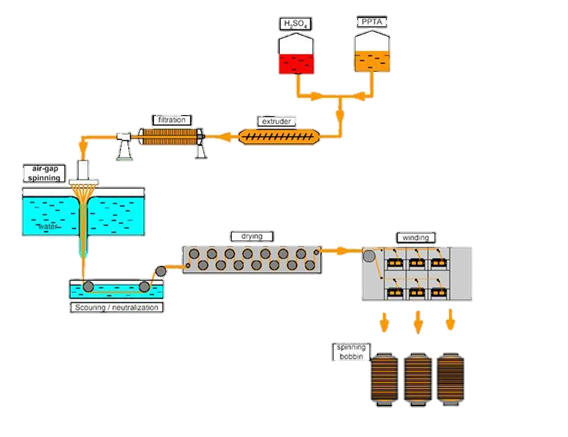 H₂SO₄
PPTA
filtration
extruder
air-gap
spinning
water
drying
winding
Scouring / neutralization
spinning
bobbin